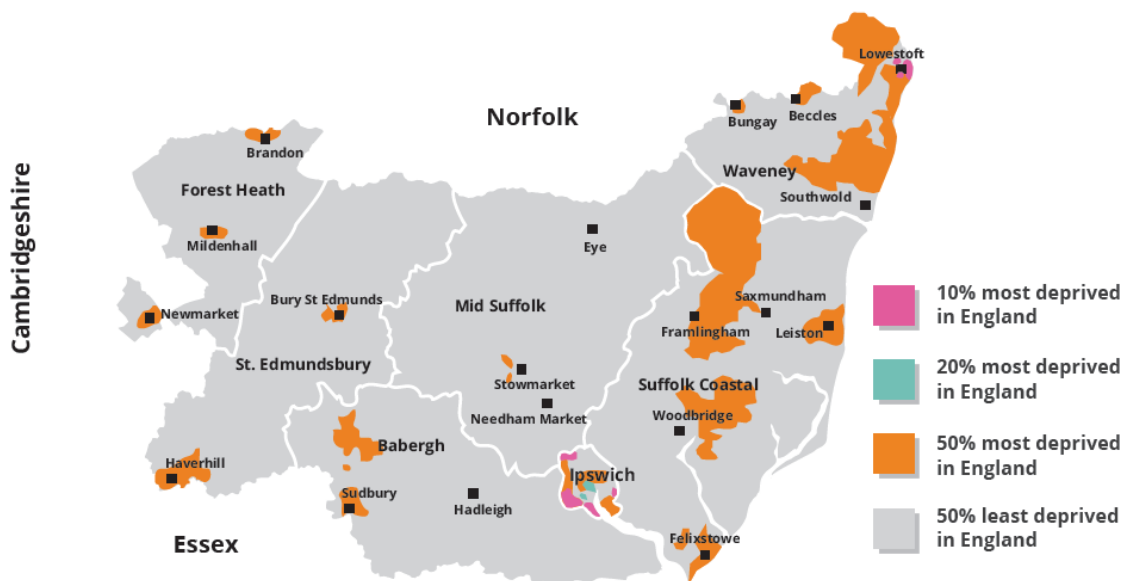 Norfolk
Cambridgeshire
Essex
Lowestoft
Bungay
Beccles
Waveney
Southwold
Brandon
Forest Heath
Mildenhall
Newmarket
Bury St Edmunds
St. Edmundsbury
Haverhill
Eye
Mid Suffolk
Stowmarket
Needham Market
Saxmundham
Framlingham
Leiston
Suffolk Coastal
Woodbridge
Babergh
Sudbury
Hadleigh
Ipswich
Felixstowe
10% most deprived
in England
20% most deprived
in England
50% most deprived
in England
50% least deprived
in England